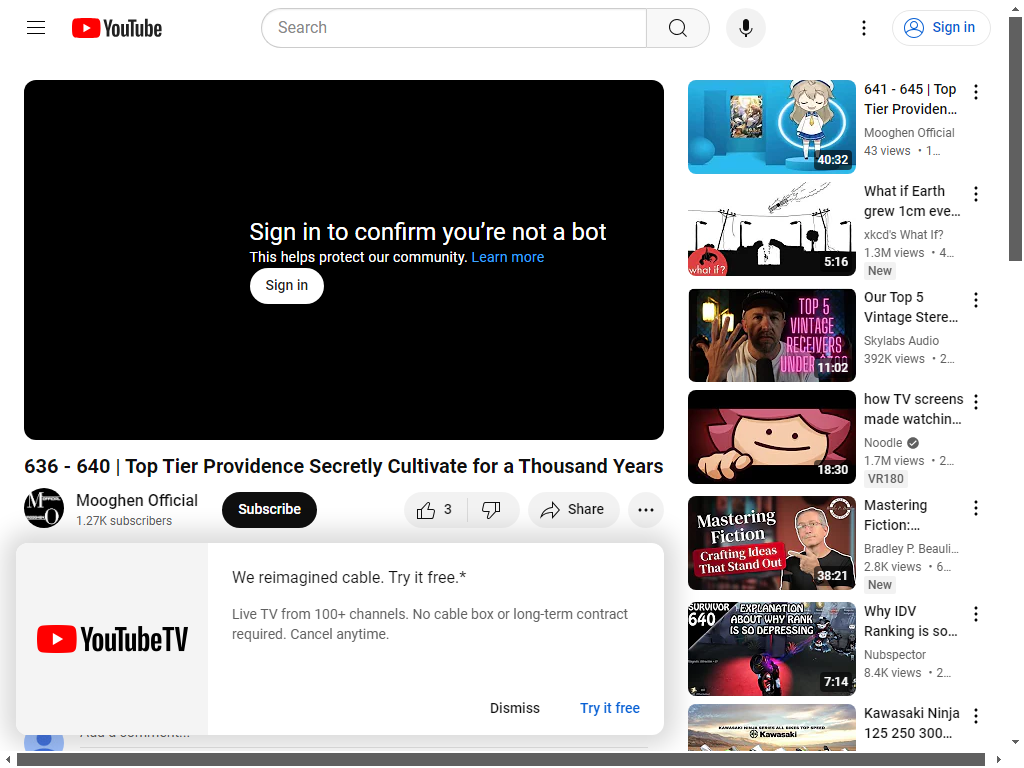 YouTube
Search
Sign in
Sign in to confirm you're not a bot
This helps protect our community. Learn more
Sign in
636 - 640 | Top Tier Providence Secretly Cultivate for a Thousand Years
Mooghen Official
1.27K subscribers
Subscribe
3
Share
We reimagined cable. Try it free.*
Live TV from 100+ channels. No cable box or long-term contract
required. Cancel anytime.
YouTubeTV
Dismiss
Try it free
Add a comment...
40:32
641 - 645 | Top
Tier Providen...
Mooghen Official
43 views • 1...
what if?
5:16
What if Earth
grew 1cm eve...
xkcd's What If?
1.3M views • 4...
New
TOP 5
VINTAGE
RECEIVERS
UNDER
11:02
Our Top 5
Vintage Stere...
Skylabs Audio
392K views • 2...
18:30
how TV screens
made watchin...
Noodle
1.7M views • 2...
VR180
Mastering
Fiction
Crafting Ideas
That Stand Out
38:21
Mastering
Fiction:...
Bradley P. Beauli...
2.8K views • 6...
New
SURVIVOR
640
EXPLANATION
ABOUT WHY RANK
IS SO DEPRESSING
7:14
Why IDV
Ranking is so...
Nubspector
8.4K views • 2...
KAWASAKI NINJA SERIES ALL BIKES TOP SPEED
Kawasaki
Kawasaki Ninja
125 250 300...